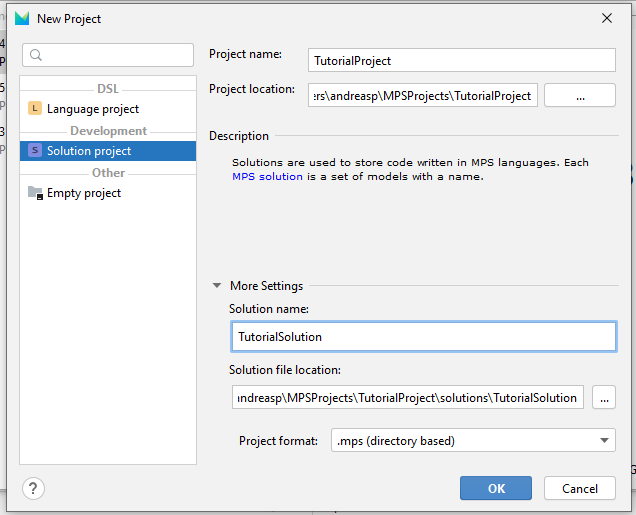 New Project
DSL
L Language project
Development
S Solution project
Other
Empty project
Project name:
TutorialProject
Project location:
ers\andreasp\MPSProjects\TutorialProject
...
Description
Solutions are used to store code written in MPS languages. Each
MPS solution is a set of models with a name.
More Settings
Solution name:
TutorialSolution
Solution file location:
andreasp\MPSProjects\TutorialProject\solutions\TutorialSolution
...
Project format:
.mps (directory based)
?
OK
Cancel